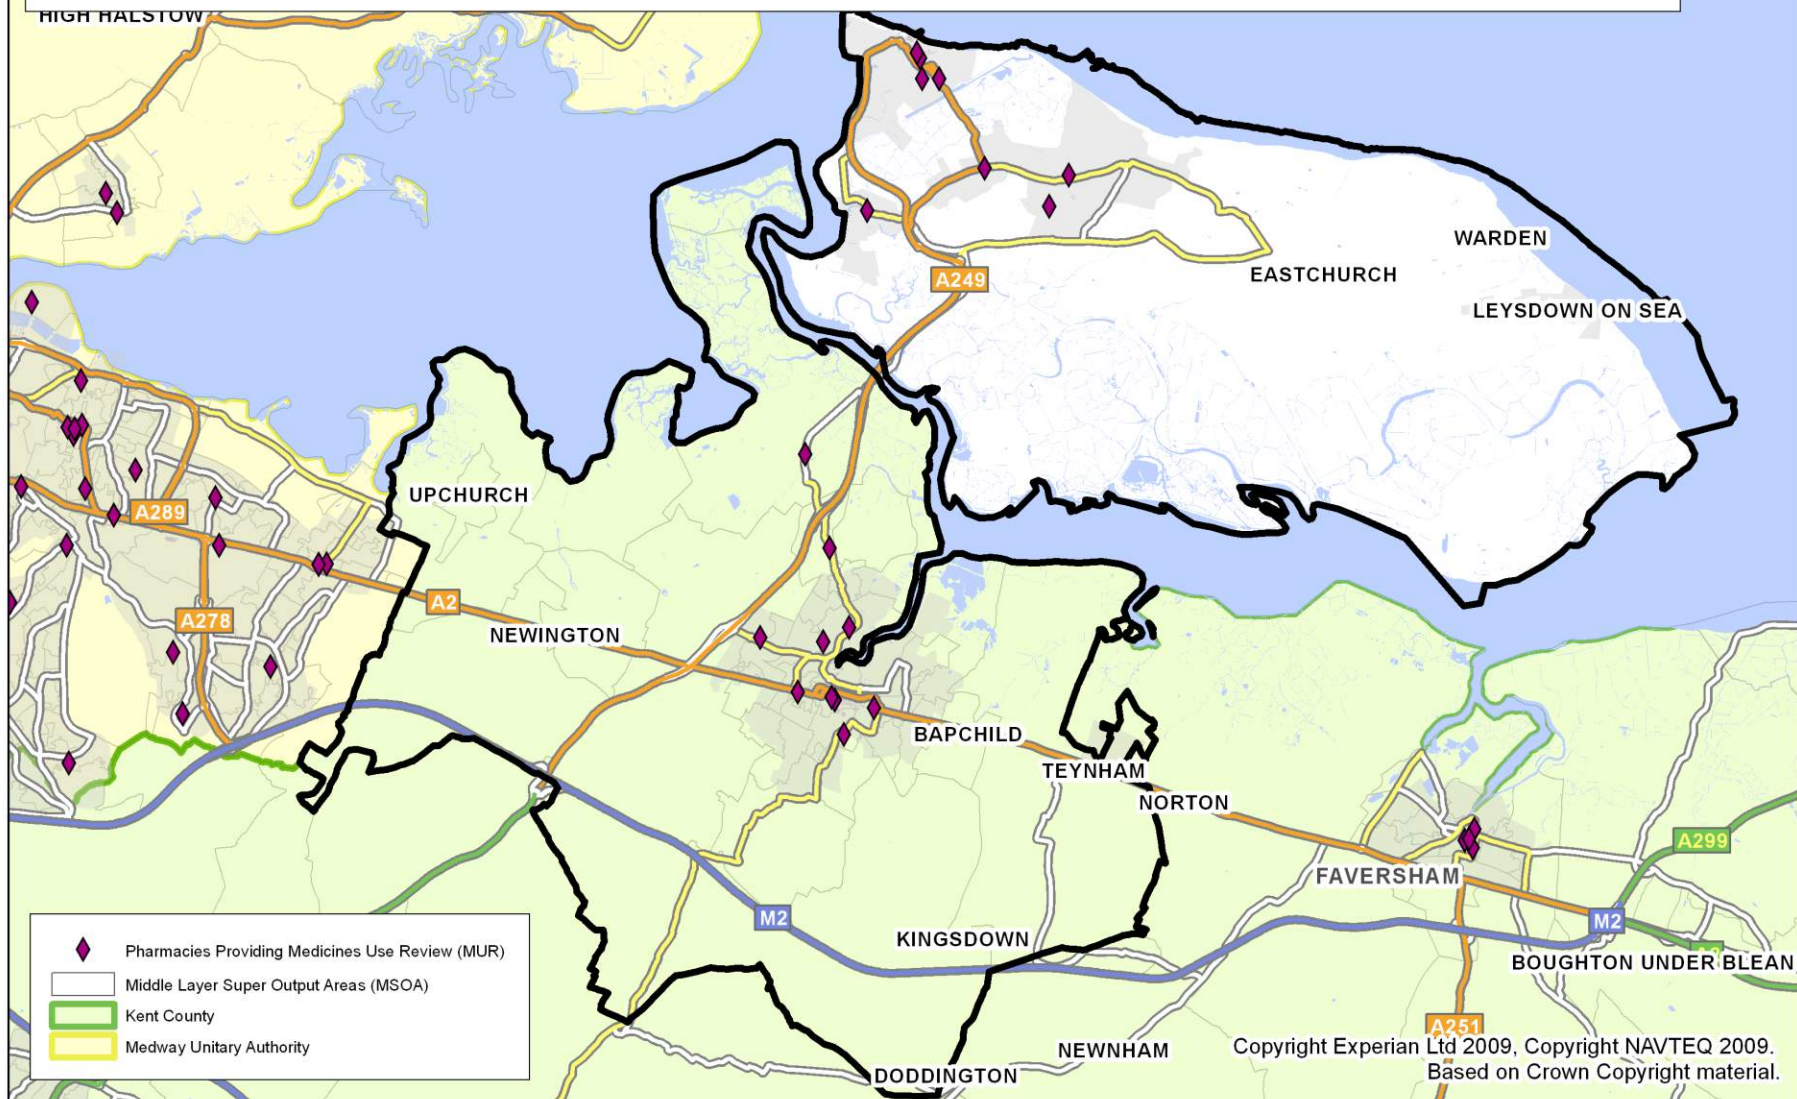 HIGH HALSTOW
WARDEN
EASTCHURCH
A249
LEYSDOWN ON SEA
UPCHURCH
A289
A2
A278
NEWINGTON
BAPCHILD
TEYNHAM
NORTON
A299
FAVERSHAM
M2
M2
KINGSDOWN
BOUGHTON UNDER BLEAN
Pharmacies Providing Medicines Use Review (MUR)
Middle Layer Super Output Areas (MSOA)
Kent County
Medway Unitary Authority
A251
NEWNHAM
DODDINGTON
Copyright Experian Ltd 2009, Copyright NAVTEQ 2009.
Based on Crown Copyright material.